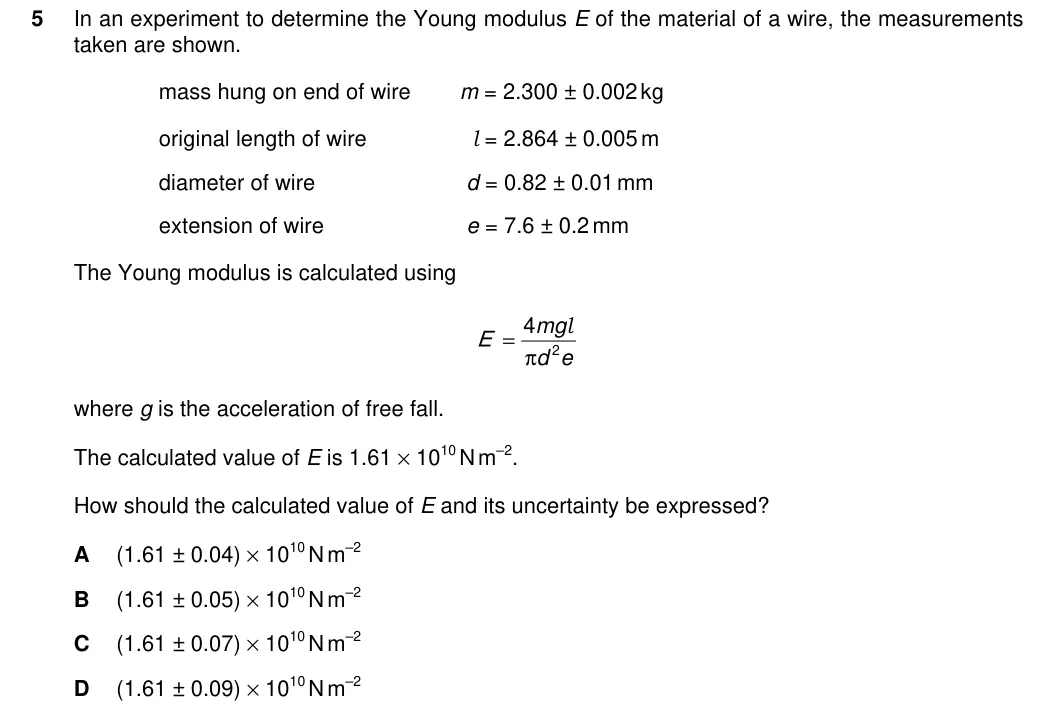 5 In an experiment to determine the Young modulus E of the material of a wire, the measurements
taken are shown.
mass hung on end of wire m = 2.300 ± 0.002 kg
original length of wire l = 2.864 ± 0.005 m
diameter of wire d = 0.82 ± 0.01 mm
extension of wire e = 7.6 ± 0.2 mm
The Young modulus is calculated using
E = 4mgl / πd²e
where g is the acceleration of free fall.
The calculated value of E is 1.61 × 10¹⁰ N m⁻².
How should the calculated value of E and its uncertainty be expressed?
A (1.61 ± 0.04) × 10¹⁰ N m⁻²
B (1.61 ± 0.05) × 10¹⁰ N m⁻²
C (1.61 ± 0.07) × 10¹⁰ N m⁻²
D (1.61 ± 0.09) × 10¹⁰ N m⁻²